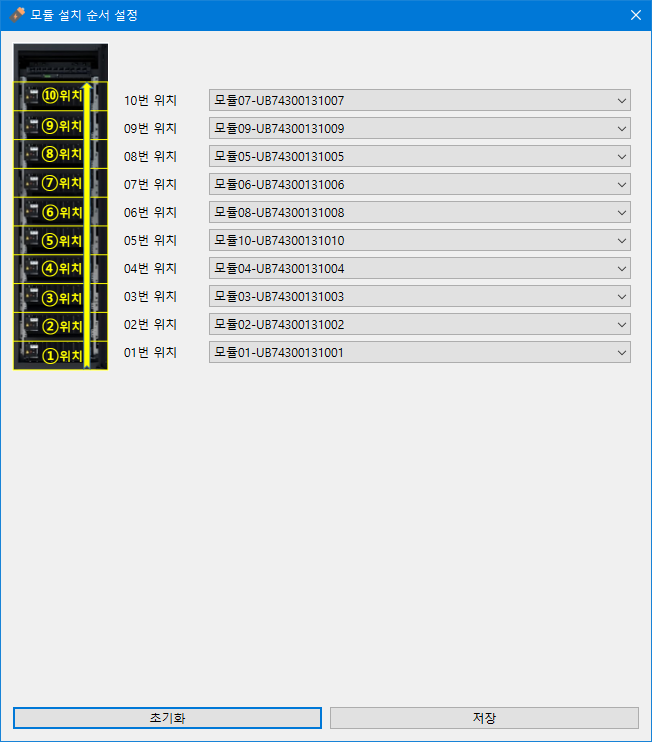 모듈 설치 순서 설정
⑩위치
10번 위치 모듈07-UB74300131007
⑨위치
09번 위치 모듈09-UB74300131009
⑧위치
08번 위치 모듈05-UB74300131005
⑦위치
07번 위치 모듈06-UB74300131006
⑥위치
06번 위치 모듈08-UB74300131008
⑤위치
05번 위치 모듈10-UB74300131010
④위치
04번 위치 모듈04-UB74300131004
③위치
03번 위치 모듈03-UB74300131003
②위치
02번 위치 모듈02-UB74300131002
①위치
01번 위치 모듈01-UB74300131001
초기화
저장